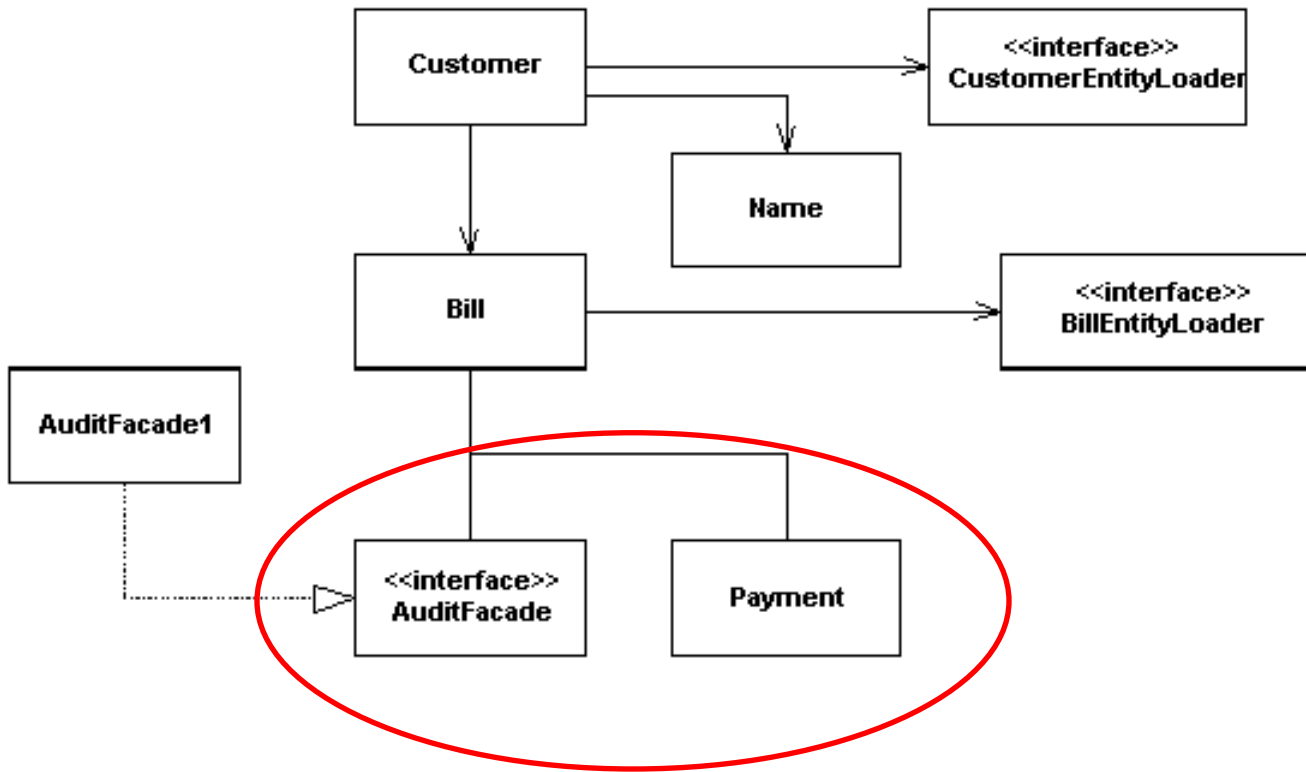 Customer
<<interface>>
CustomerEntityLoader
Name
Bill
<<interface>>
BillEntityLoader
AuditFacade1
<<interface>>
AuditFacade
Payment